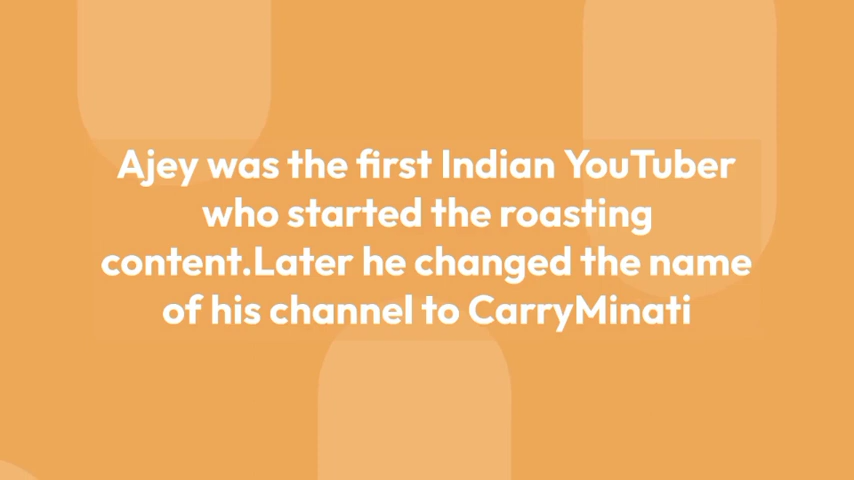 Ajey was the first Indian YouTuber
who started the roasting
content.Later he changed the name
of his channel to CarryMinati